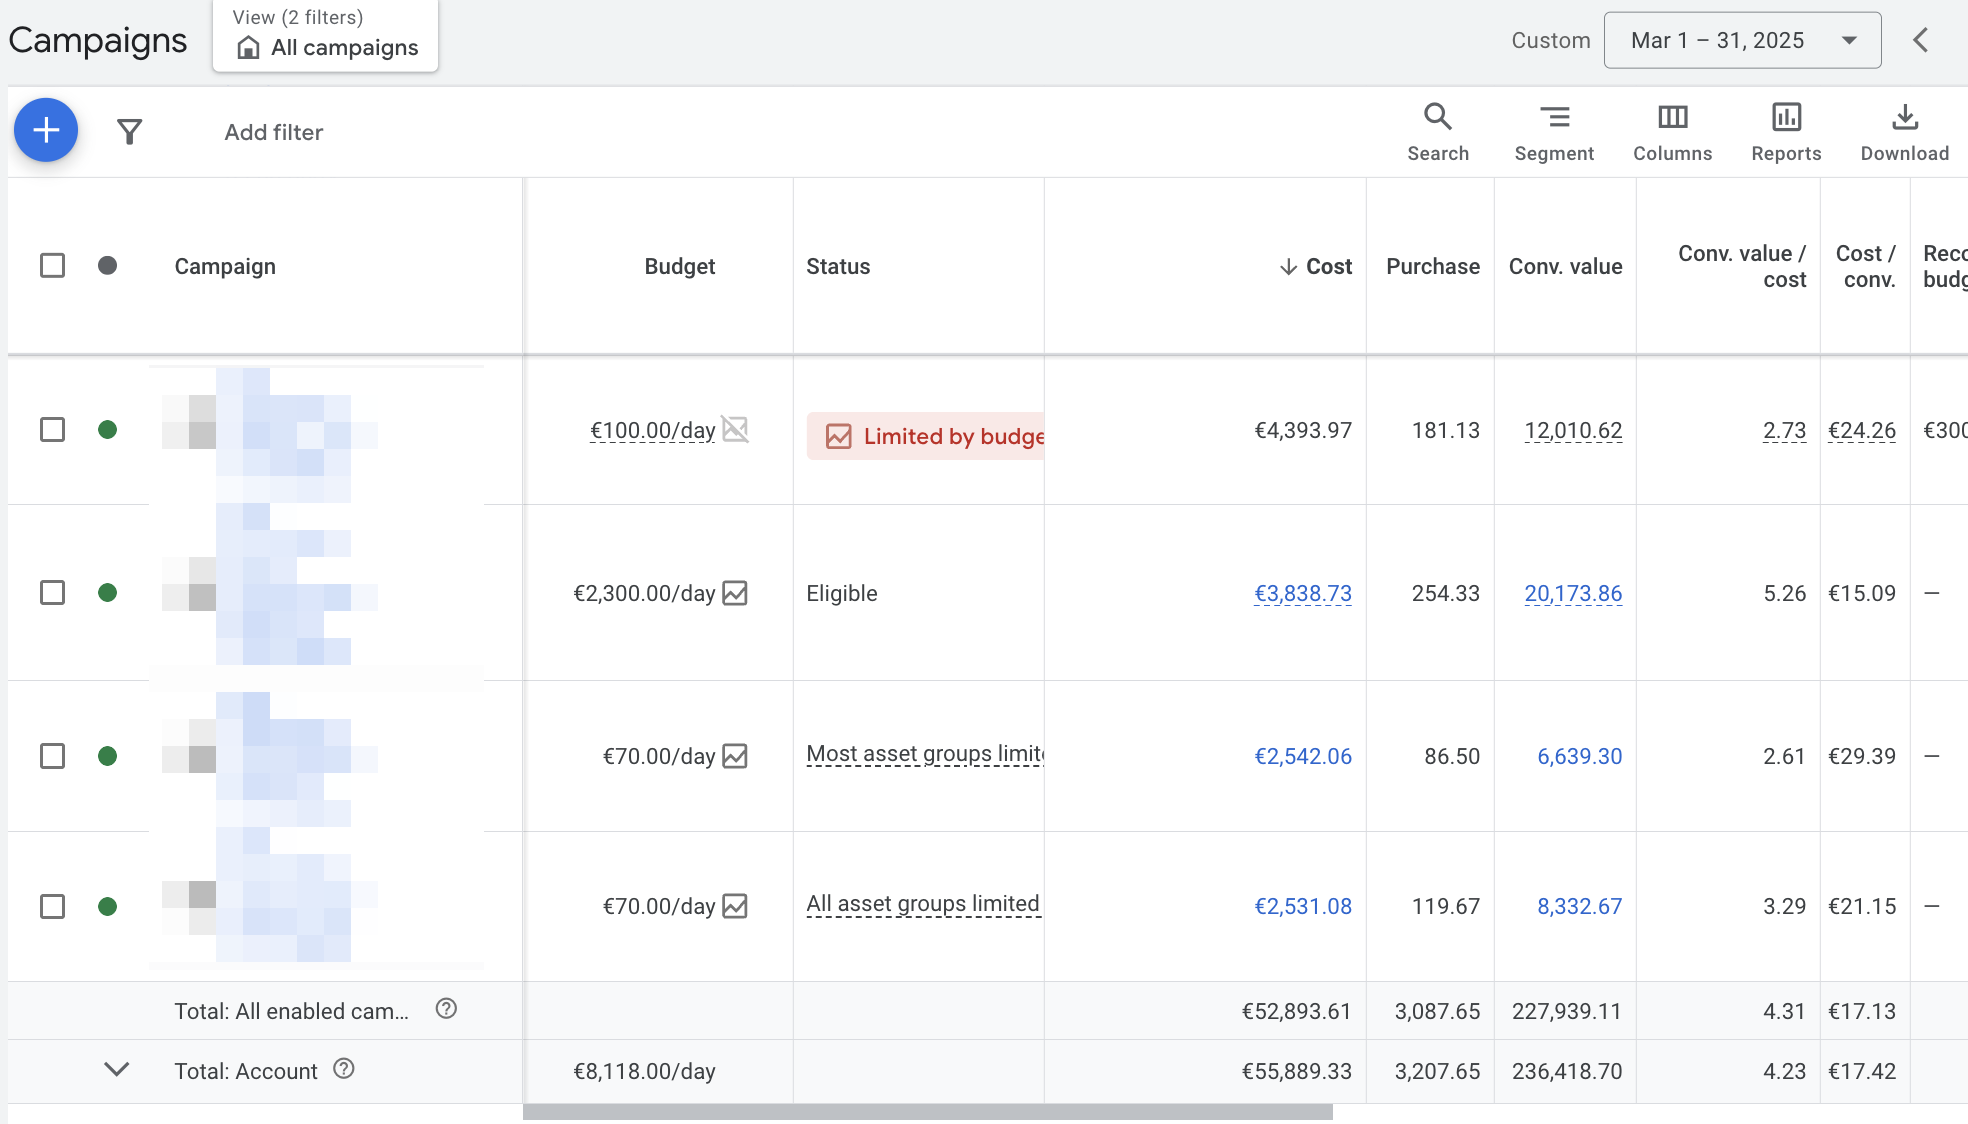 Campaigns
View (2 filters)
All campaigns
Custom
Mar 1 – 31, 2025
Add filter
Search
Segment
Columns
Reports
Download
Campaign
Budget
Status
Cost
Purchase
Conv. value
Conv. value /
cost
Cost /
conv.
Reco
budg
€100.00/day
Limited by budge
€4,393.97
181.13
12,010.62
2.73
€24.26
€300
€2,300.00/day
Eligible
€3,838.73
254.33
20,173.86
5.26
€15.09
—
€70.00/day
Most asset groups limite
€2,542.06
86.50
6,639.30
2.61
€29.39
—
€70.00/day
All asset groups limited
€2,531.08
119.67
8,332.67
3.29
€21.15
—
Total: All enabled cam...
€52,893.61
3,087.65
227,939.11
4.31
€17.13
Total: Account
€8,118.00/day
€55,889.33
3,207.65
236,418.70
4.23
€17.42